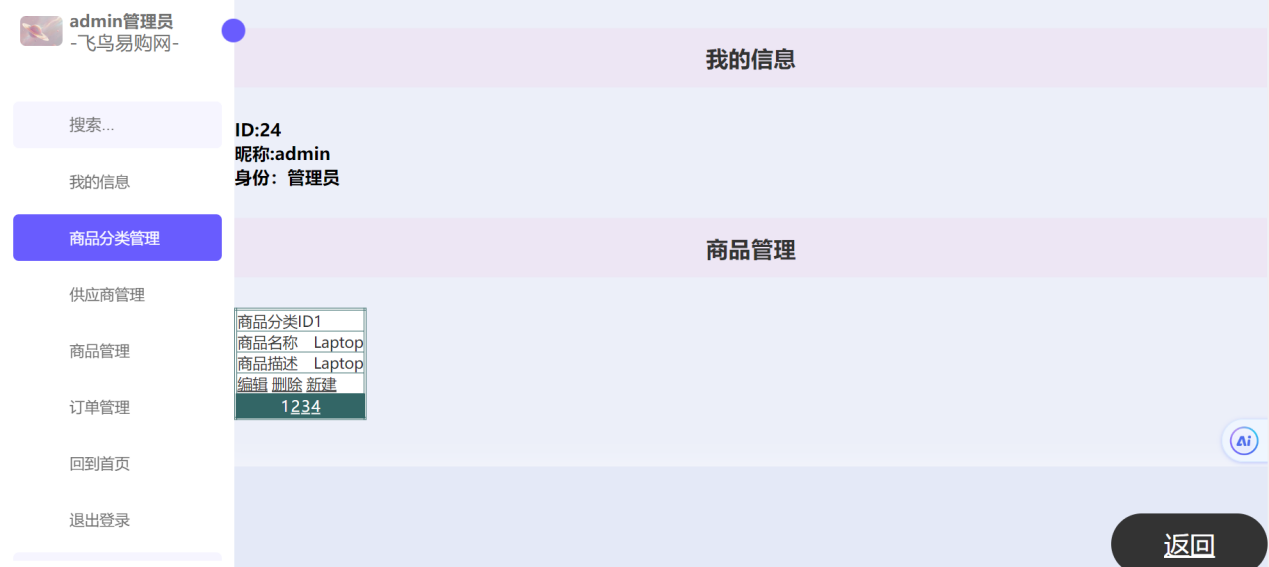 admin管理员
-飞鸟易购网-
搜索...
我的信息
商品分类管理
供应商管理
商品管理
订单管理
回到首页
退出登录
我的信息
ID:24
昵称:admin
身份：管理员
商品管理
商品分类ID1
商品名称 Laptop
商品描述 Laptop
编辑 删除 新建
1234
Ai
返回